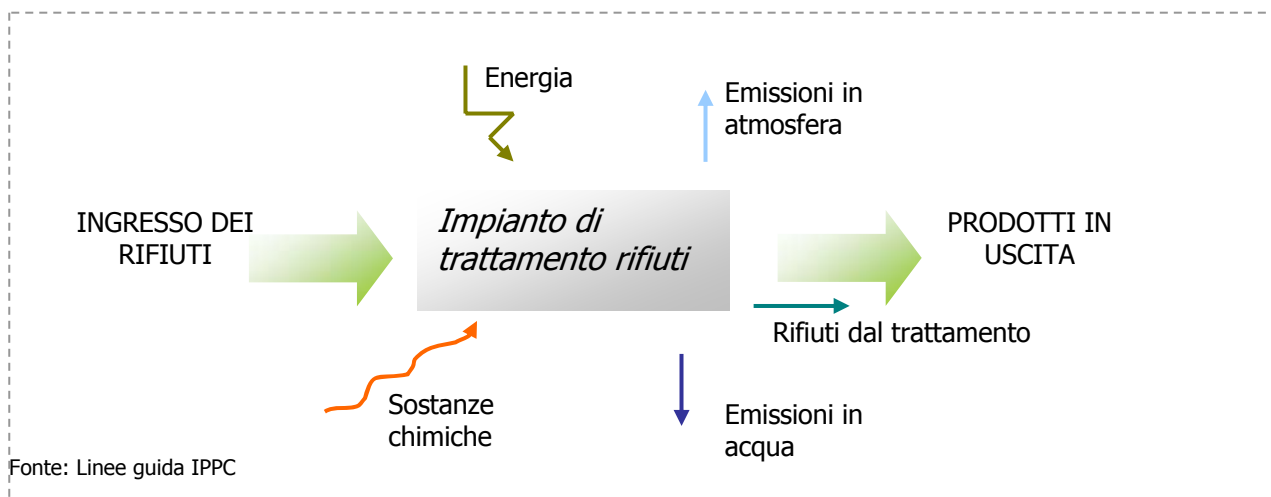 Energia
Emissioni in
atmosfera
INGRESSO DEI
RIFIUTI
Impianto di
trattamento rifiuti
PRODOTTI IN
USCITA
Rifiuti dal trattamento
Sostanze
chimiche
Emissioni in
acqua
Fonte: Linee guida IPPC